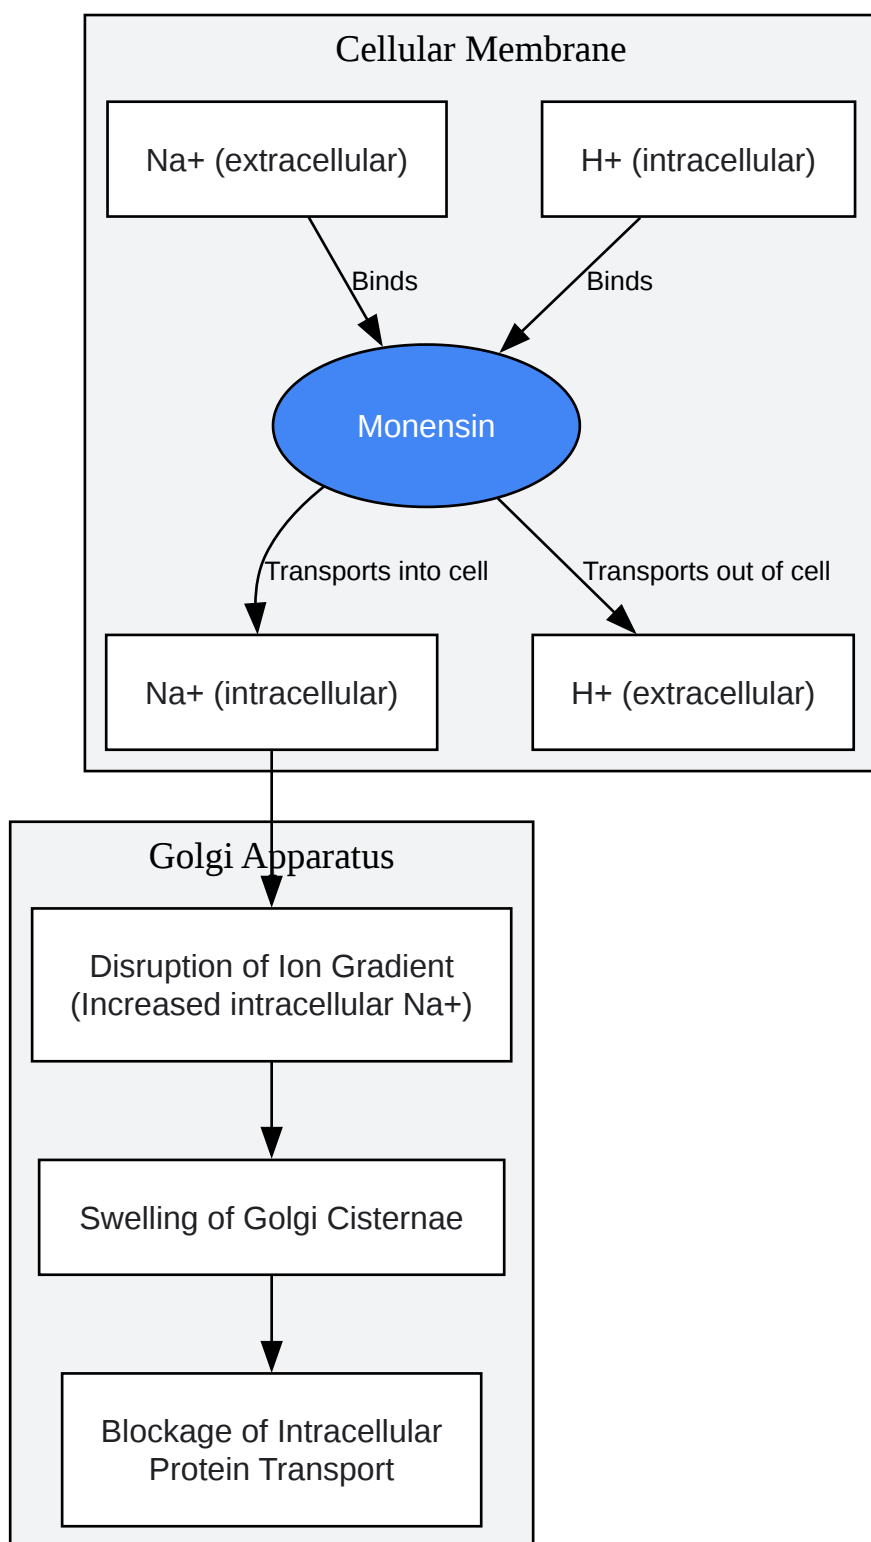 Cellular Membrane
Na+ (extracellular)
H+ (intracellular)
Binds
Binds
Monensin
Transports into cell
Transports out of cell
Na+ (intracellular)
H+ (extracellular)
Golgi Apparatus
Disruption of Ion Gradient
(Increased intracellular Na+)
Swelling of Golgi Cisternae
Blockage of Intracellular
Protein Transport